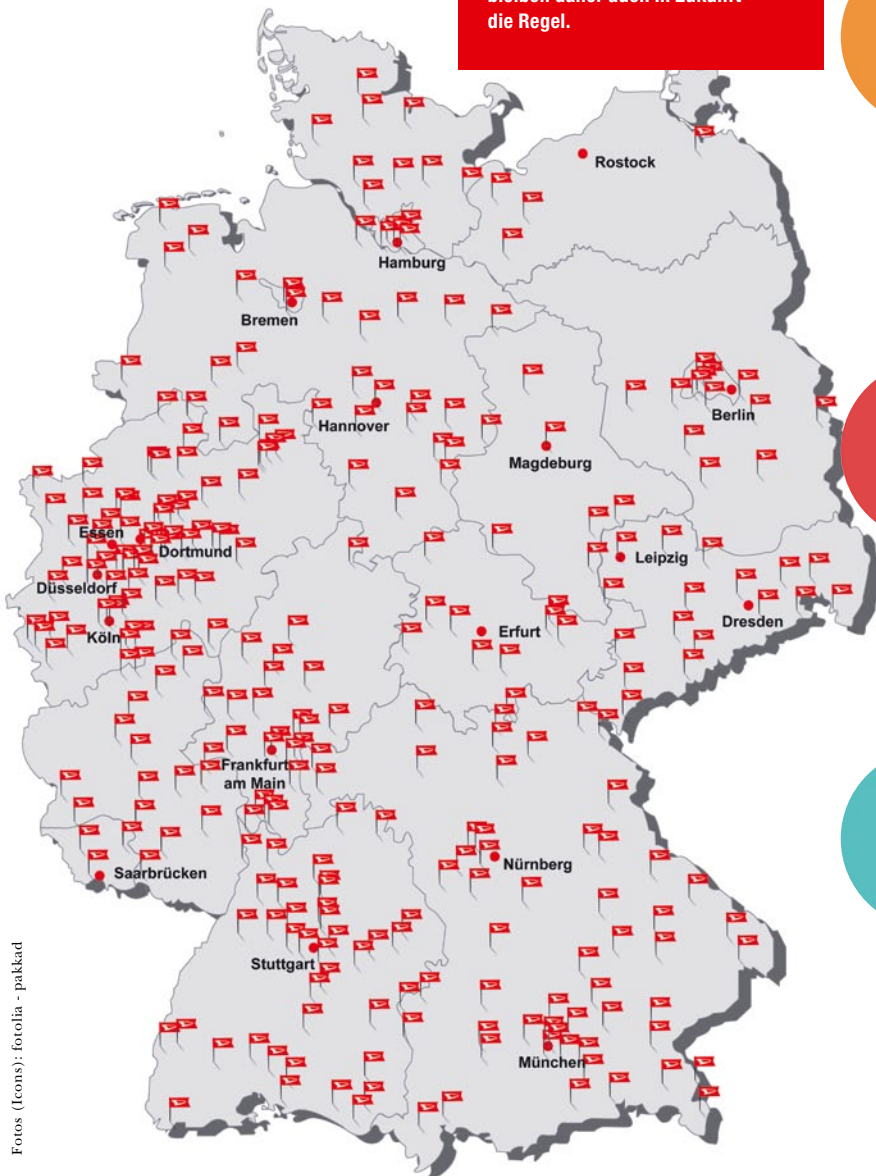 die Regel.
Rostock
Hamburg
Bremen
Berlin
Hannover
Magdeburg
Essen
Dortmund
Leipzig
Düsseldorf
Dresden
Köln
Erfurt
Frankfurt
am Main
Nürnberg
Saarbrücken
Stuttgart
München
Fotos (Icons): fotolia - pakkad